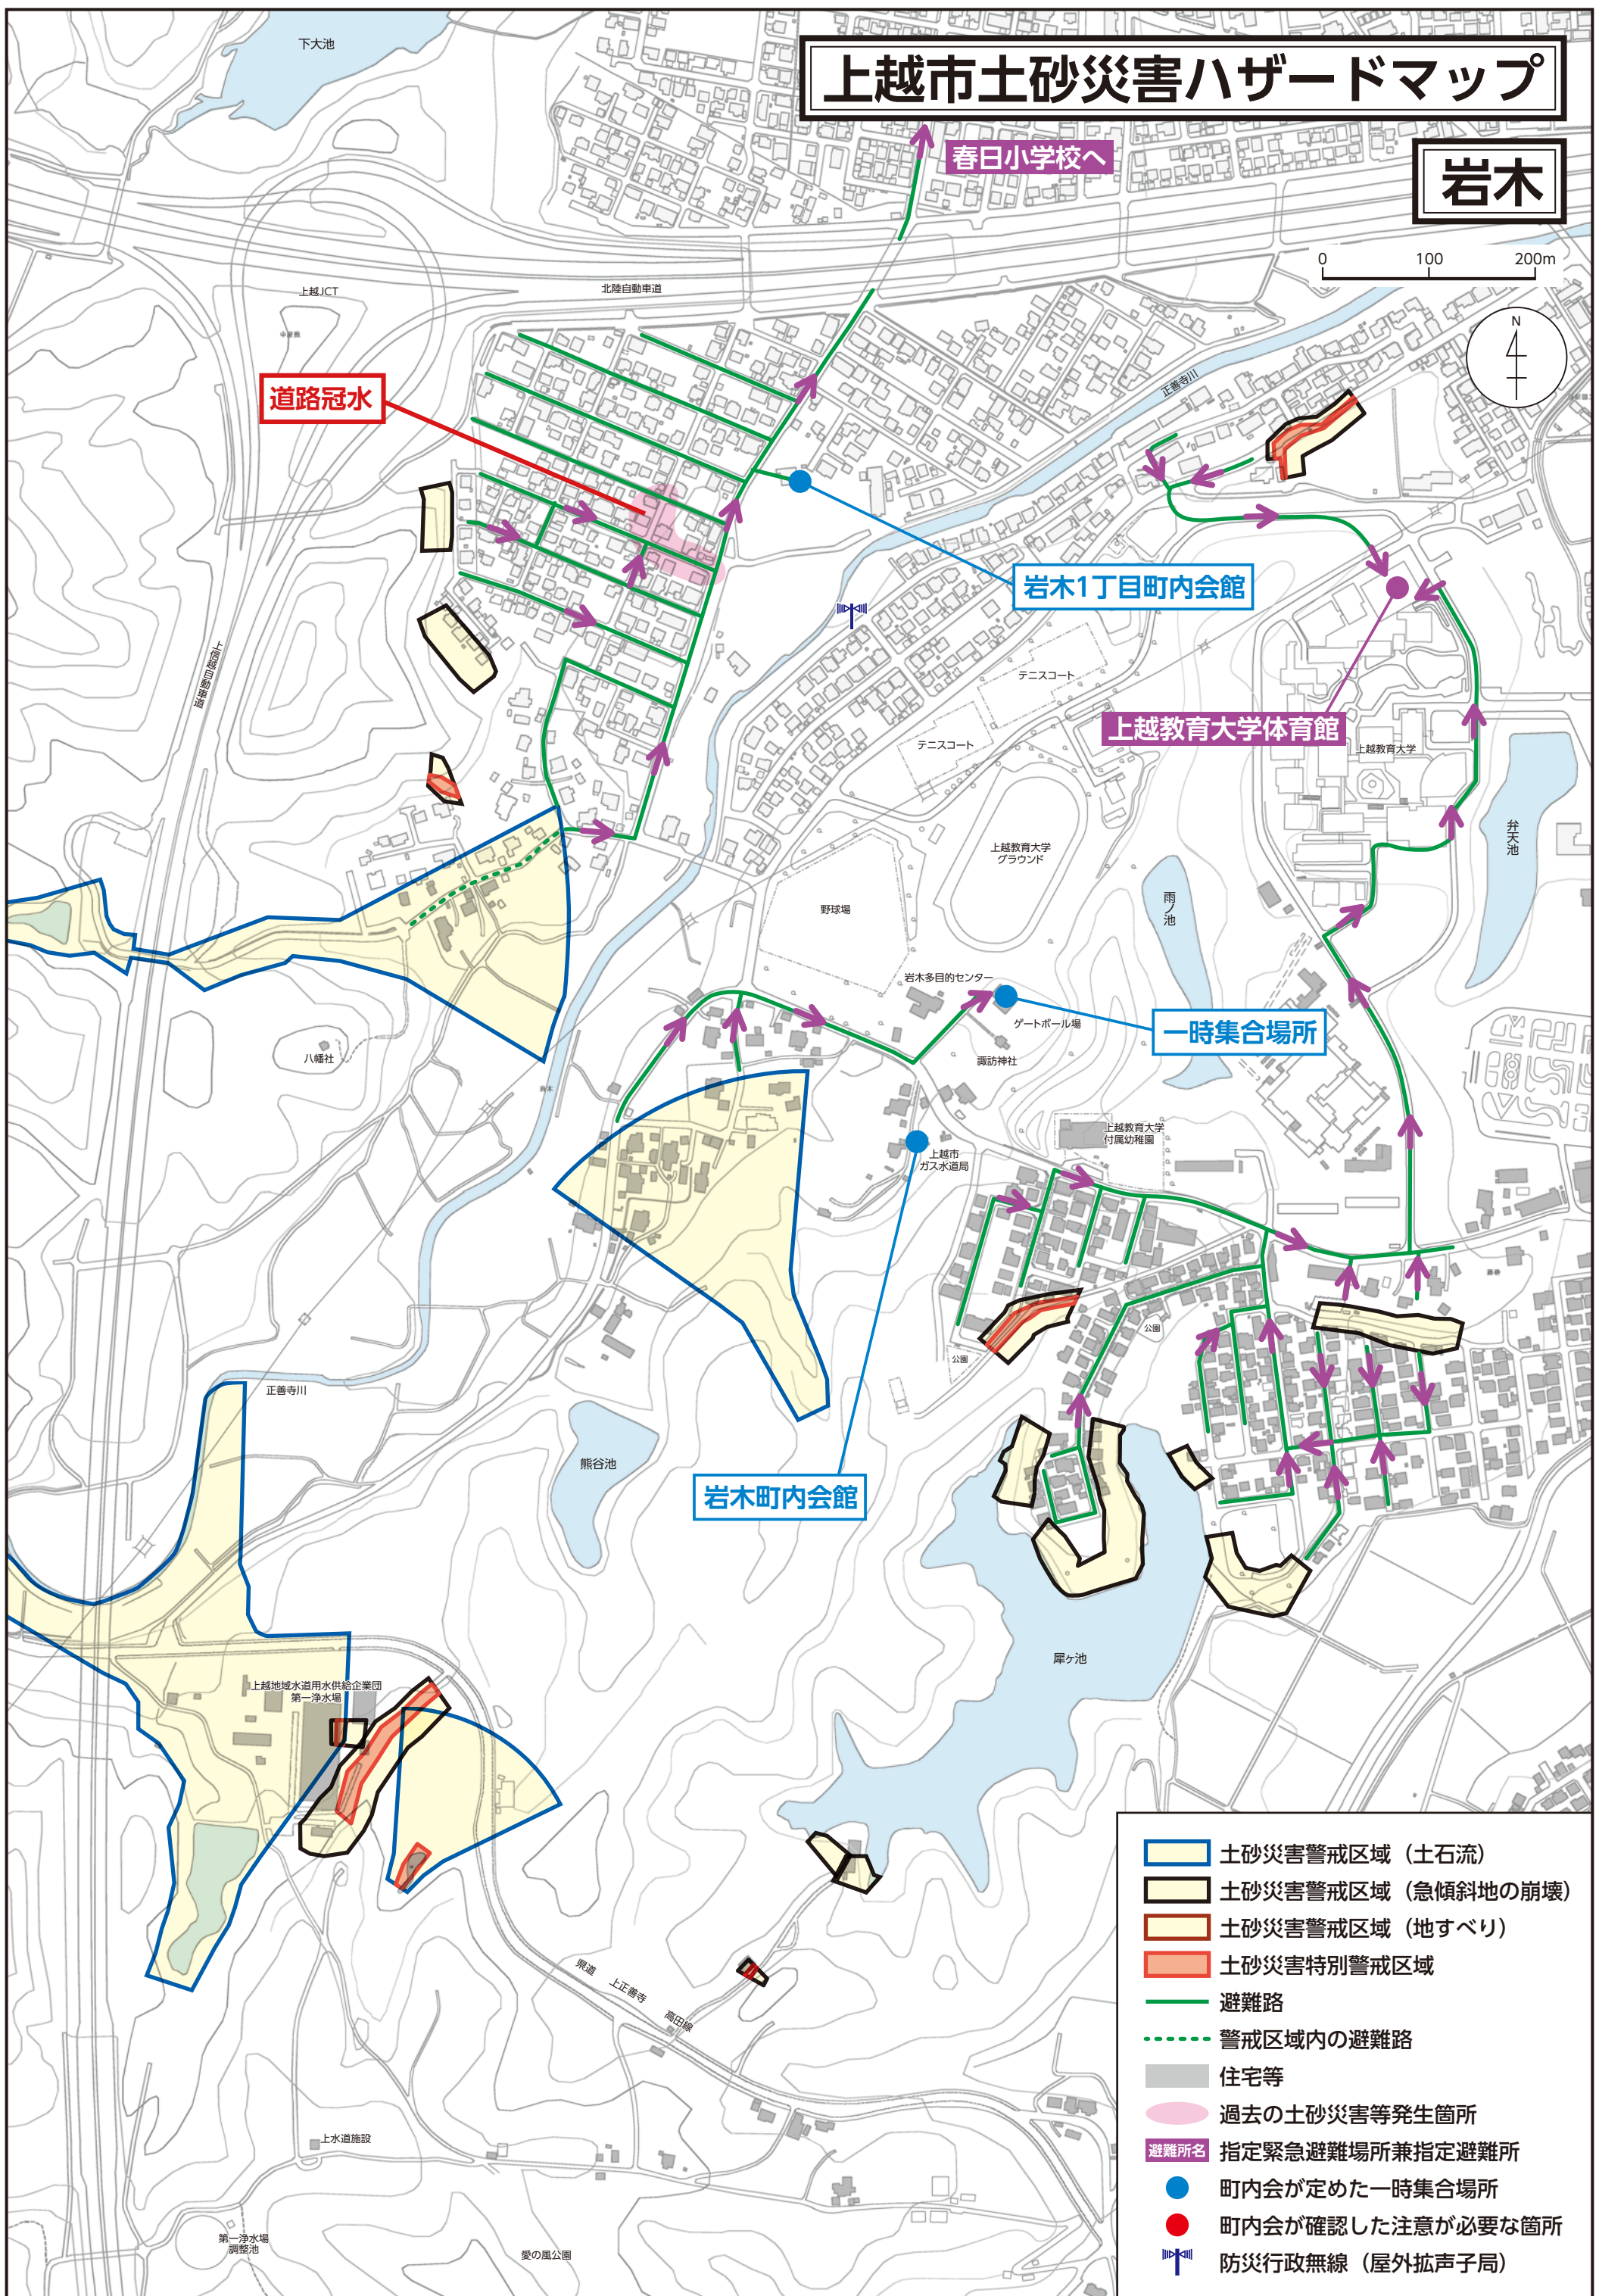 下大池
上越市土砂災害ハザードマップ
春日小学校へ
岩木
0 100 200m
上越JCT
北陸自動車道
N
正善寺川
道路冠水
岩木1丁目町内会館
上信越自動車道
テニスコート
テニスコート
上越教育大学体育館
上越教育大学
弁天池
上越教育大学
グラウンド
雨ノ池
野球場
岩木多目的センター
ゲートボール場
一時集合場所
八幡社
諏訪神社
上越教育大学
付属幼稚園
上越市
ガス水道局
公園
公園
正善寺川
熊谷池
岩木町内会館
犀ヶ池
上越地域水道用水供給企業団
第一浄水場
県道 上正善寺 高田線
上水道施設
第一浄水場
調整池
愛の風公園
土砂災害警戒区域（土石流）
土砂災害警戒区域（急傾斜地の崩壊）
土砂災害警戒区域（地すべり）
土砂災害特別警戒区域
避難路
警戒区域内の避難路
住宅等
過去の土砂災害等発生箇所
避難所名 指定緊急避難場所兼指定避難所
町内会が定めた一時集合場所
町内会が確認した注意が必要な箇所
防災行政無線（屋外拡声子局）